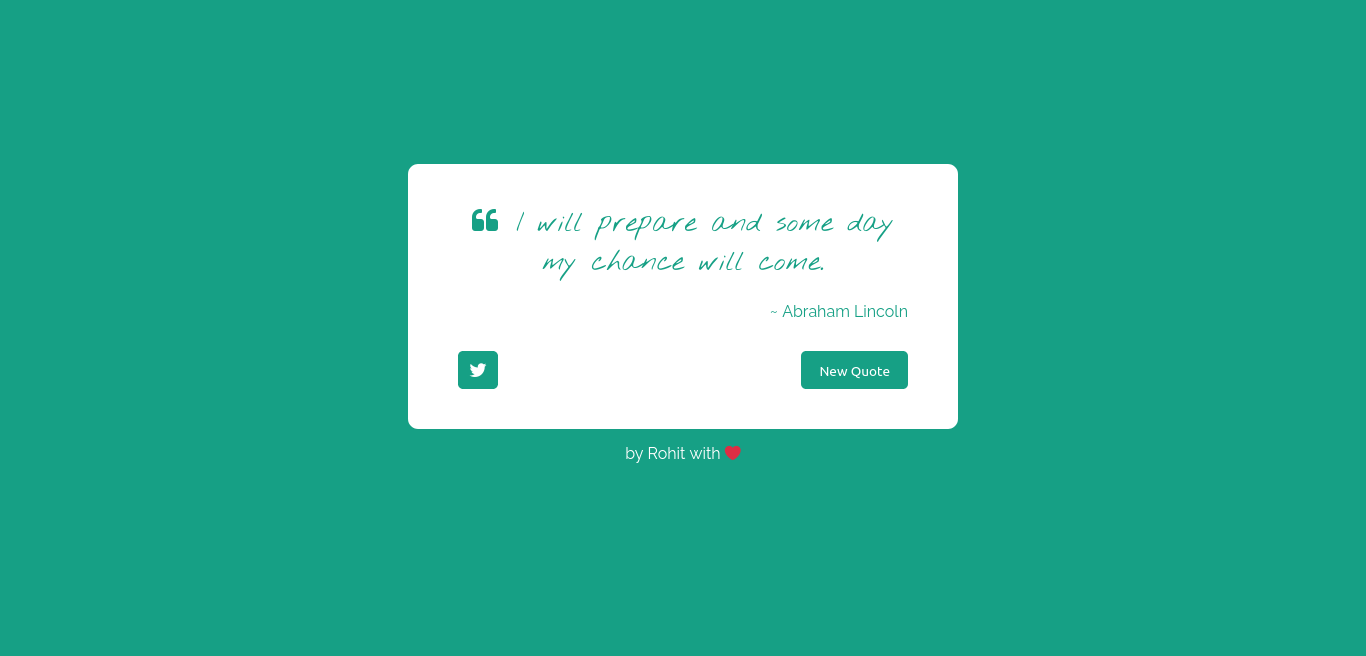 “ I will prepare and some day
my chance will come.
~ Abraham Lincoln
New Quote
by Rohit with ❤